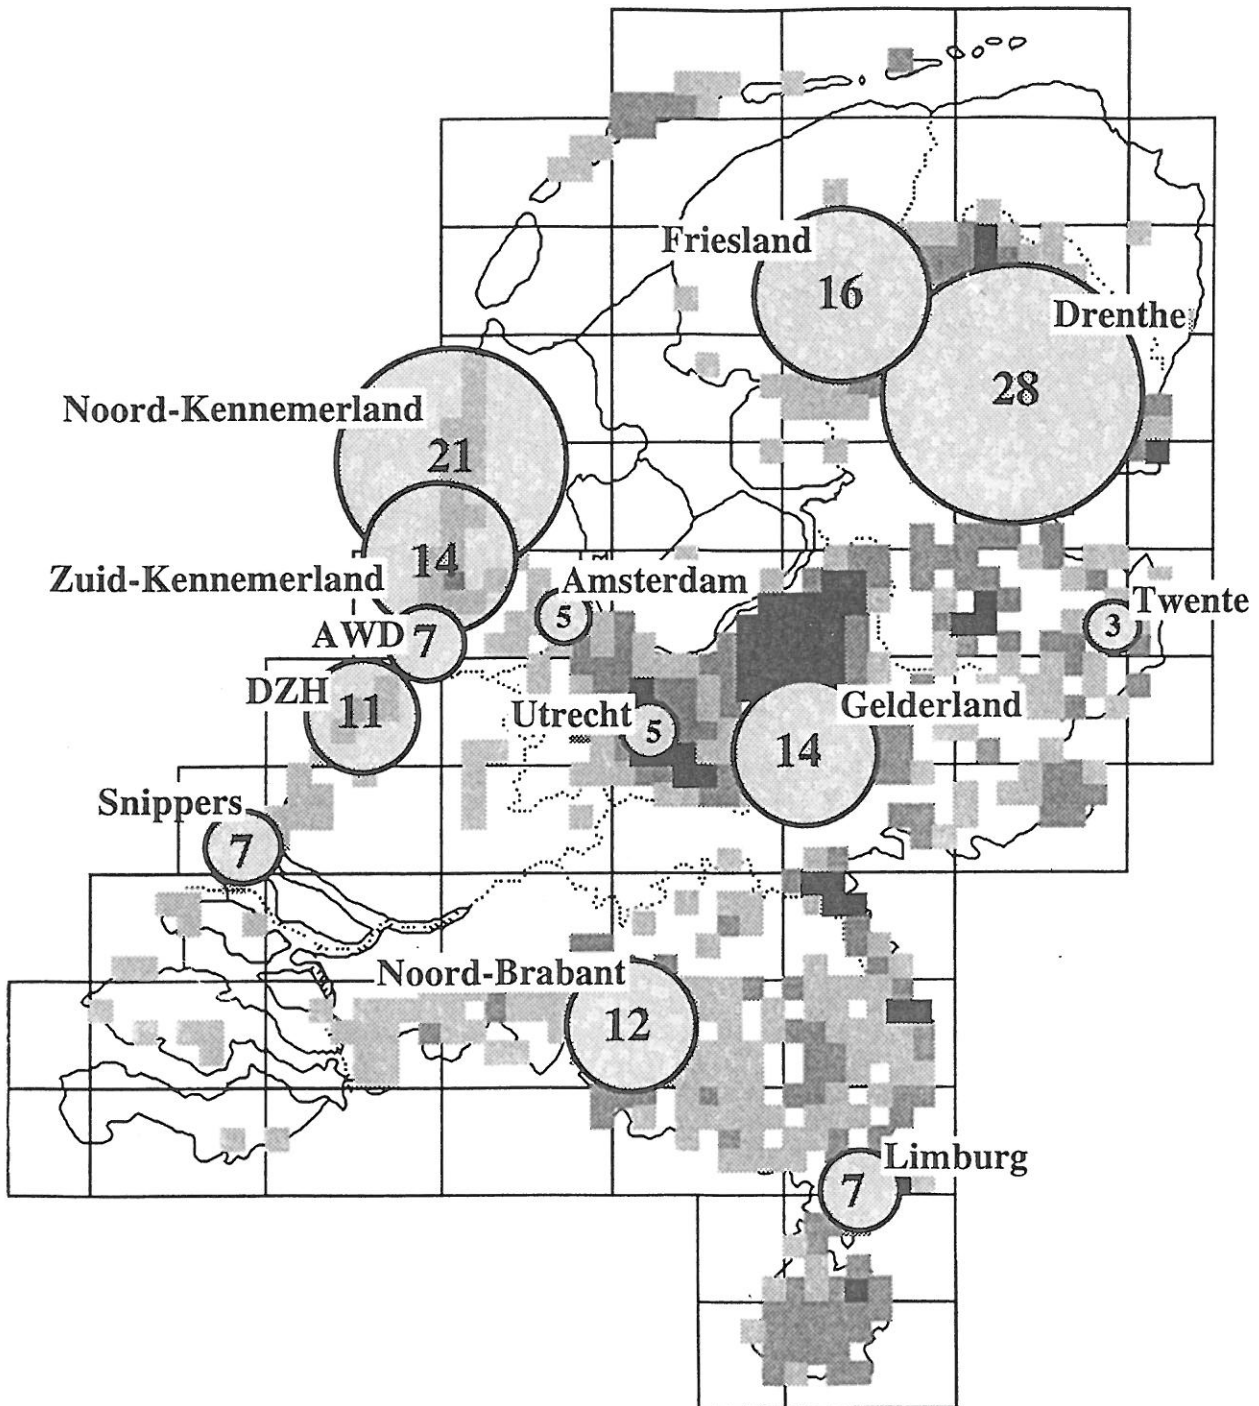 Friesland
16
Drenthe
28
Noord-Kennemerland
21
14
Zuid-Kennemerland
Amsterdam
5
Twente
3
AWD
7
DZH
11
Utrecht
5
Gelderland
14
Snippers
7
Noord-Brabant
12
Limburg
7